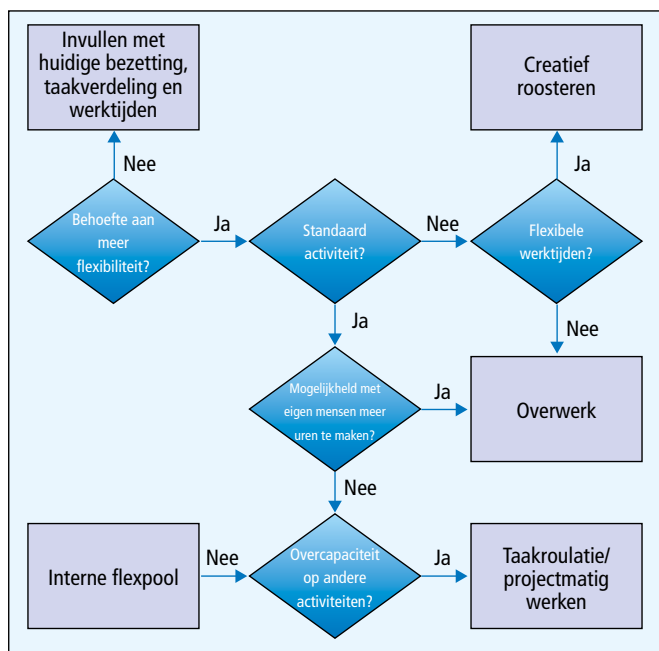 Invullen met
huidige bezetting,
taakverdeling en
werktijden
Creatief
roosteren
Nee
Ja
Behoefte aan
meer
flexibiliteit?
Ja
Standaard
activiteit?
Nee
Flexibele
werktijden?
Ja
Nee
Mogelijkheid met
eigen mensen meer
uren te maken?
Ja
Overwerk
Nee
Interne flexpool
Nee
Overcapaciteit
op andere
activiteiten?
Ja
Taakroulatie/
projectmatig
werken